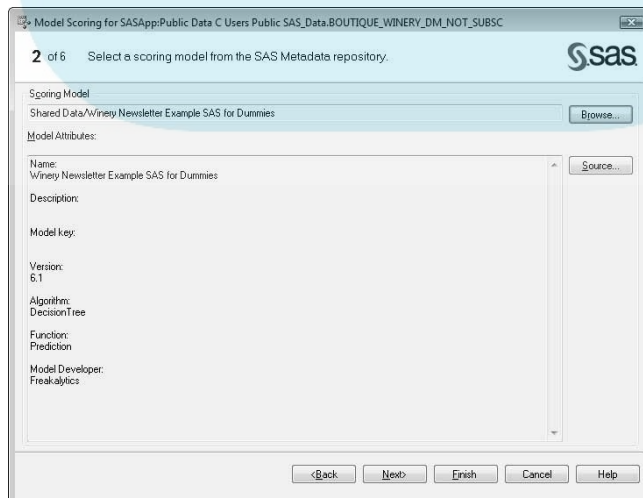 Model Scoring for SASApp:Public Data C Users Public SAS_Data.BOUTIQUE_WINERY_DM_NOT_SUBSC
2 of 6 Select a scoring model from the SAS Metadata repository.
sas
Scoring Model
Shared Data/Winery Newsletter Example SAS for Dummies
Browse...
Model Attributes:
Name:
Winery Newsletter Example SAS for Dummies
Source...
Description:
Model key:
Version:
6.1
Algorithm:
DecisionTree
Function:
Prediction
Model Developer:
Freakalytics
<Back Next> Finish Cancel Help